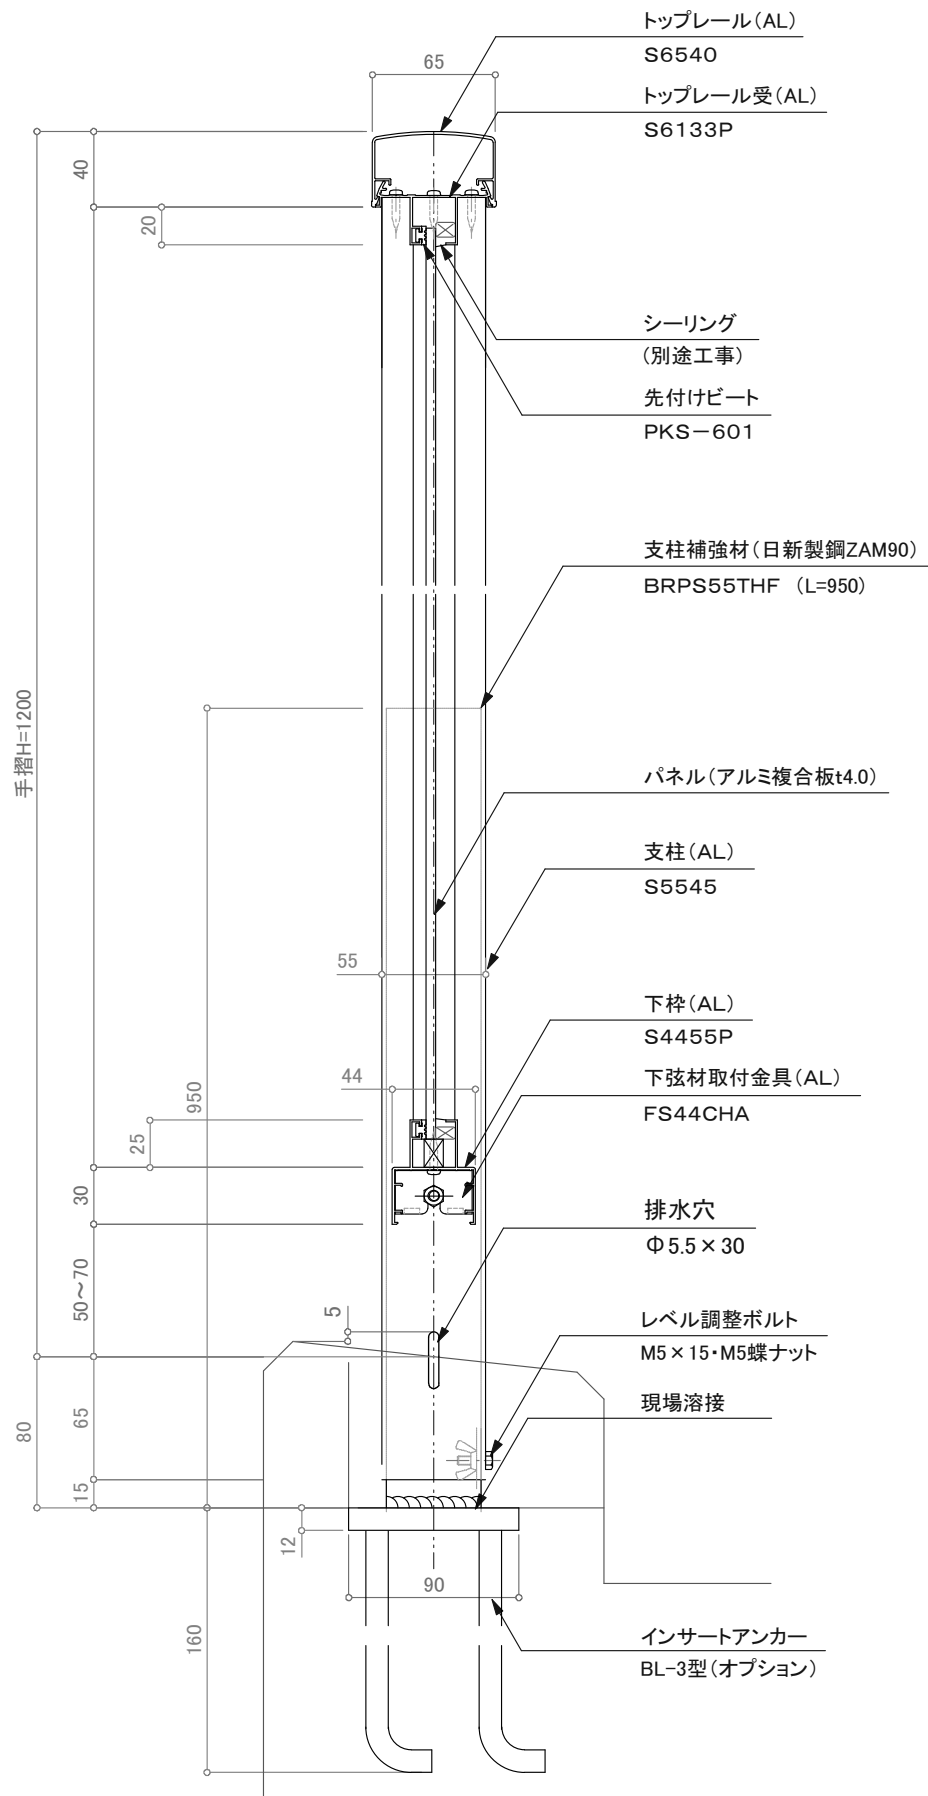 トップレール(AL)
S6540
65
トップレール受(AL)
S6133P
40
20
シーリング
(別途工事)
先付けビート
PKS-601
支柱補強材(日新製鋼ZAM90)
BRPS55THF (L=950)
手摺H=1200
パネル(アルミ複合板t4.0)
支柱(AL)
S5545
55
下枠(AL)
S4455P
44
下弦材取付金具(AL)
FS44CHA
950
25
30
排水穴
Φ5.5×30
50~70
5
レベル調整ボルト
M5×15・M5蝶ナット
現場溶接
80
65
15
12
90
160
インサートアンカー
BL-3型(オプション)